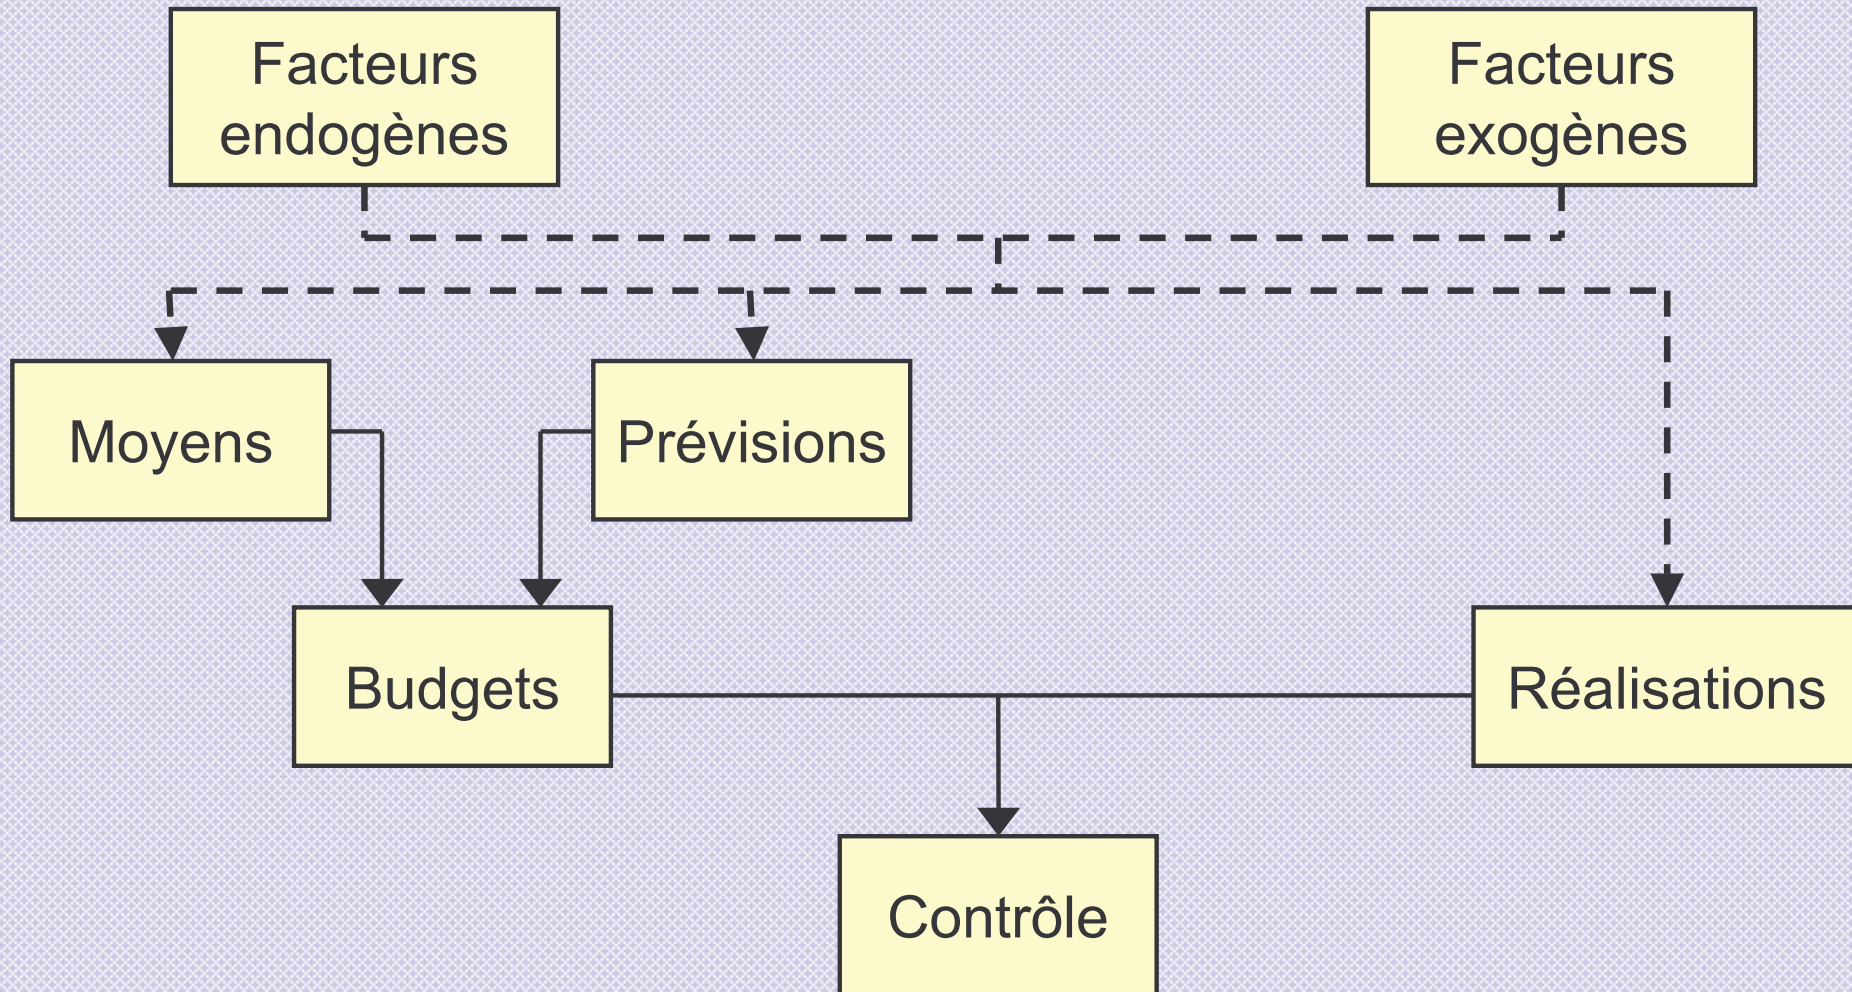 Facteurs
endogènes
Facteurs
exogènes
Moyens
Prévisions
Budgets
Réalisations
Contrôle